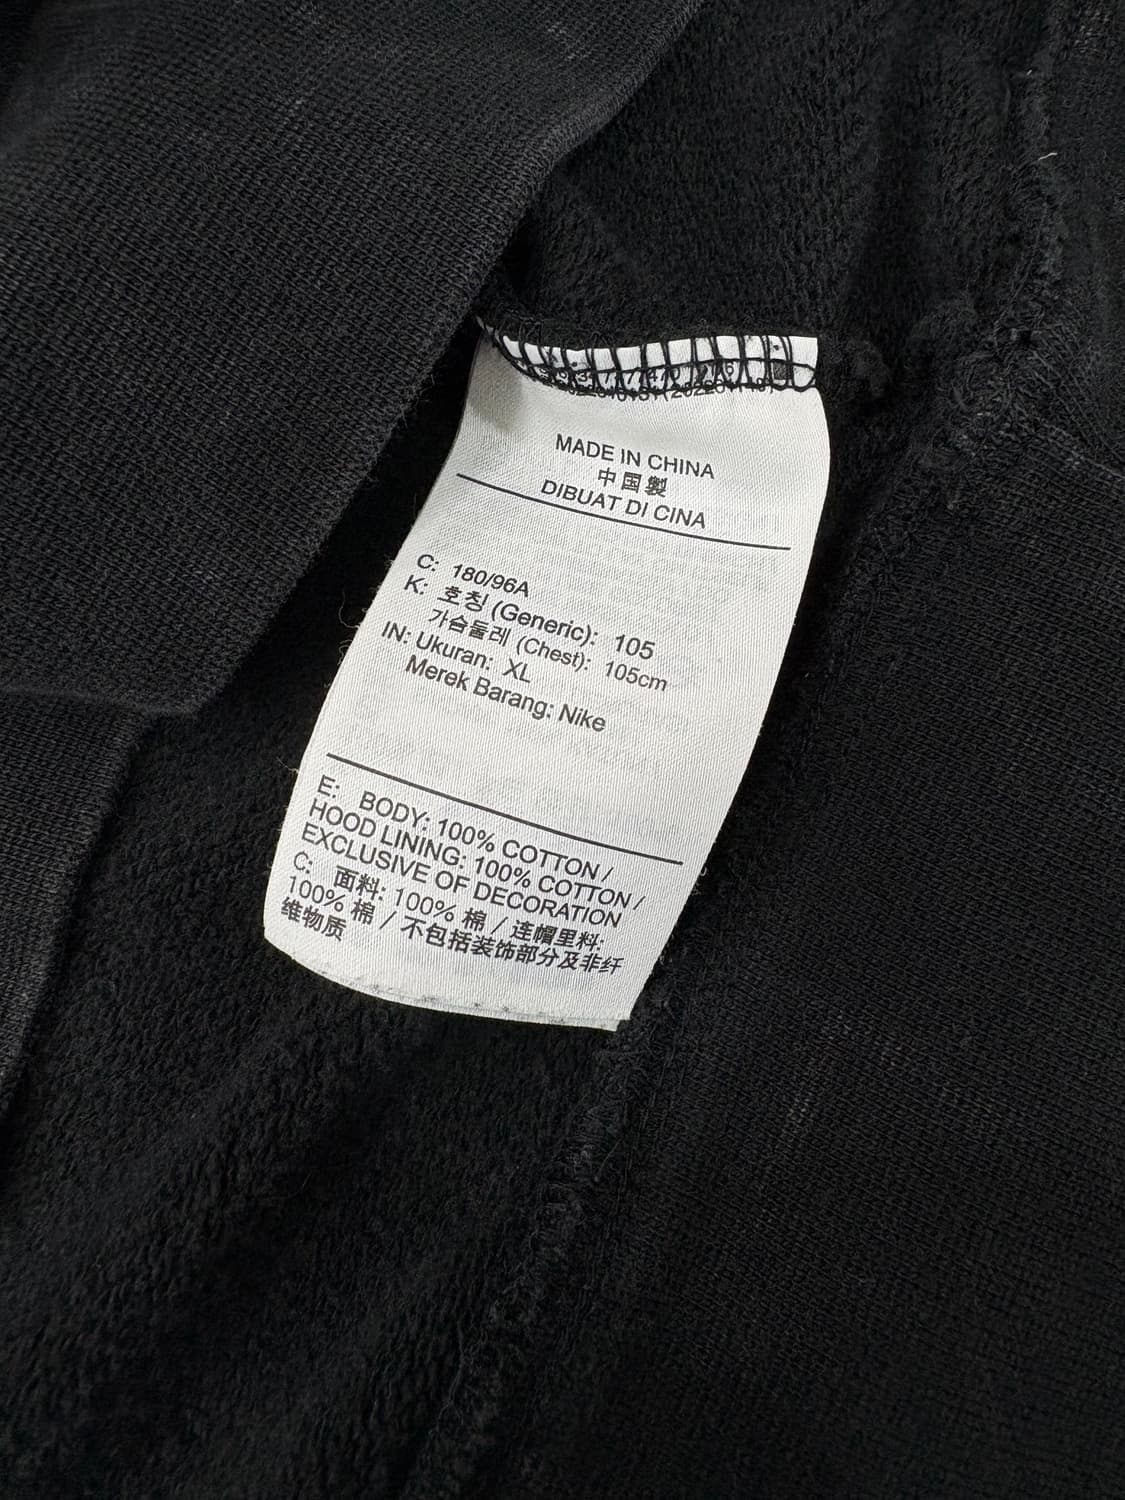 MADE IN CHINA
中国製
DIBUAT DI CINA
C: 180/96A
K: 호칭 (Generic): 105
가슴둘레 (Chest): 105cm
IN: Ukuran: XL
Merek Barang: Nike
E: BODY: 100% COTTON /
HOOD LINING: 100% COTTON /
EXCLUSIVE OF DECORATION
C: 面料: 100% 棉 / 连帽里料:
100% 棉 / 不包括装饰部分及非纤
维物质